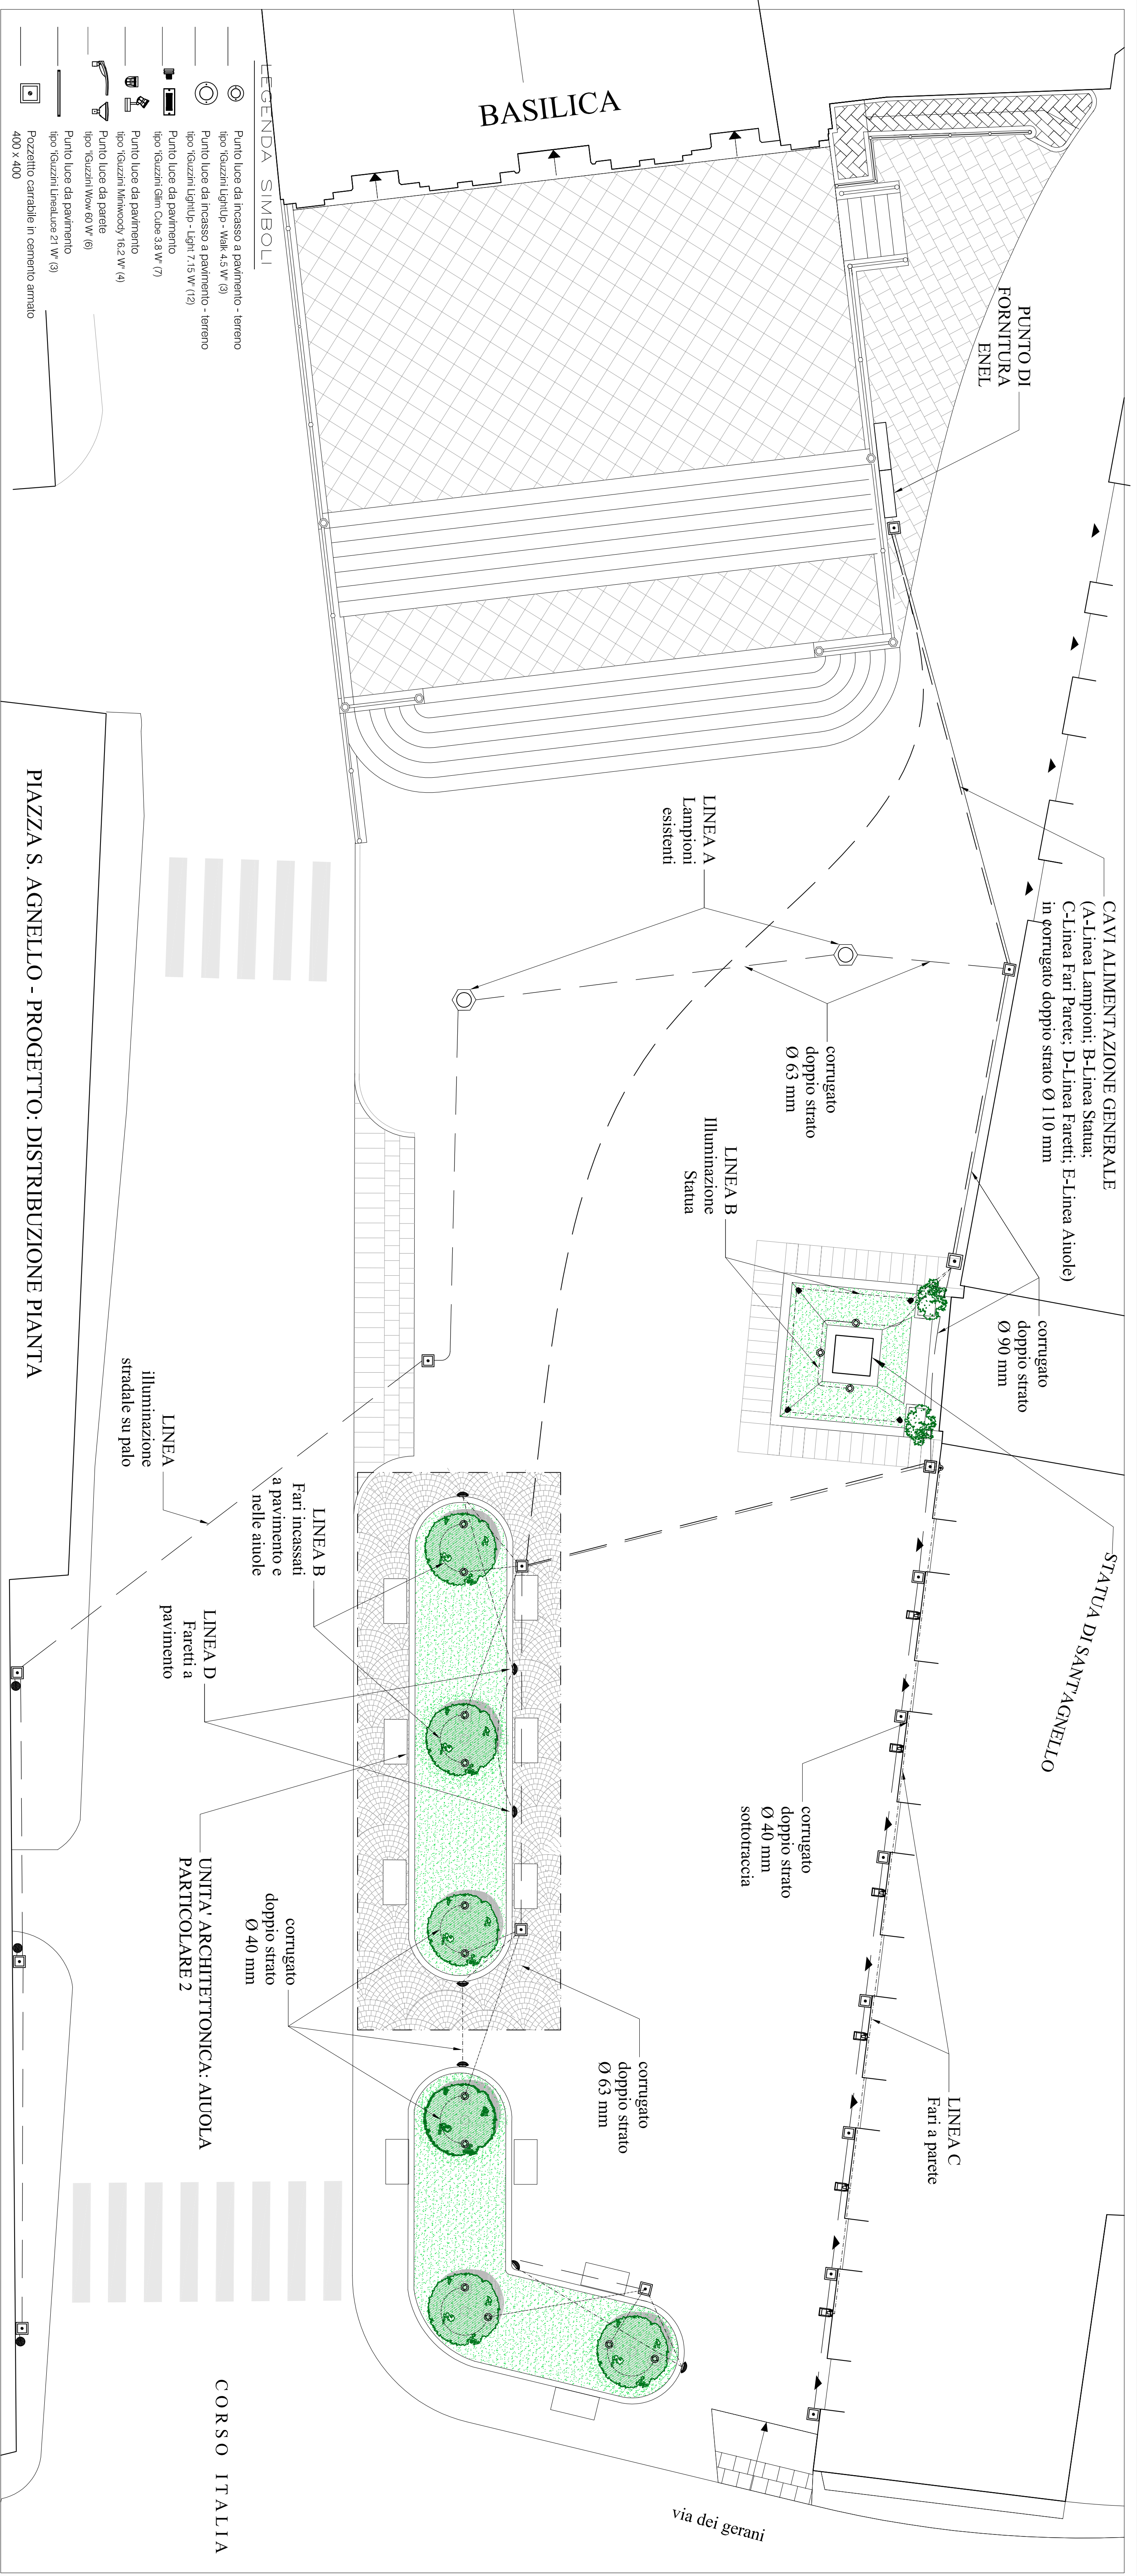 BASILICA
PUNTO DI
FORNITURA
ENEL
CAVI ALIMENTAZIONE GENERALE
(A-Linea Lampioni; B-Linea Statua;
C-Linea Fari Parete; D-Linea Faretti; E-Linea Aiuole)
in corrugato doppio strato Ø 110 mm
LINEA A
Lampioni
esistenti
corrugato
doppio strato
Ø 63 mm
LINEA B
Illuminazione
Statua
corrugato
doppio strato
Ø 90 mm
STATUA DI SANT'AGNELLO
LINEA
illuminazione
stradale su palo
LINEA B
Fari incassati
a pavimento e
nelle aiuole
LINEA D
Faretti a
pavimento
corrugato
doppio strato
Ø 40 mm
sottotraccia
UNITA' ARCHITETTONICA: AIUOLA
PARTICOLARE 2
corrugato
doppio strato
Ø 40 mm
corrugato
doppio strato
Ø 63 mm
LINEA C
Fari a parete
via dei gerani
CORSO ITALIA
LEGENDA SIMBOLI
Punto luce da incasso a pavimento - terreno
tipo "iGuzzini LightUp - Walk 4.5 W" (3)
Punto luce da incasso a pavimento - terreno
tipo "iGuzzini LightUp - Light 7.15 W" (12)
Punto luce da pavimento
tipo "iGuzzini Glim Cube 3.8 W" (7)
Punto luce da pavimento
tipo "iGuzzini Miniwoody 16.2 W" (4)
Punto luce da parete
tipo "iGuzzini Wow 60 W" (6)
Punto luce da pavimento
tipo "iGuzzini LineaLuce 21 W" (3)
Pozzettto carrabile in cemento armato
400 x 400
PIAZZA S. AGNELLO - PROGETTO: DISTRIBUZIONE PIANTA